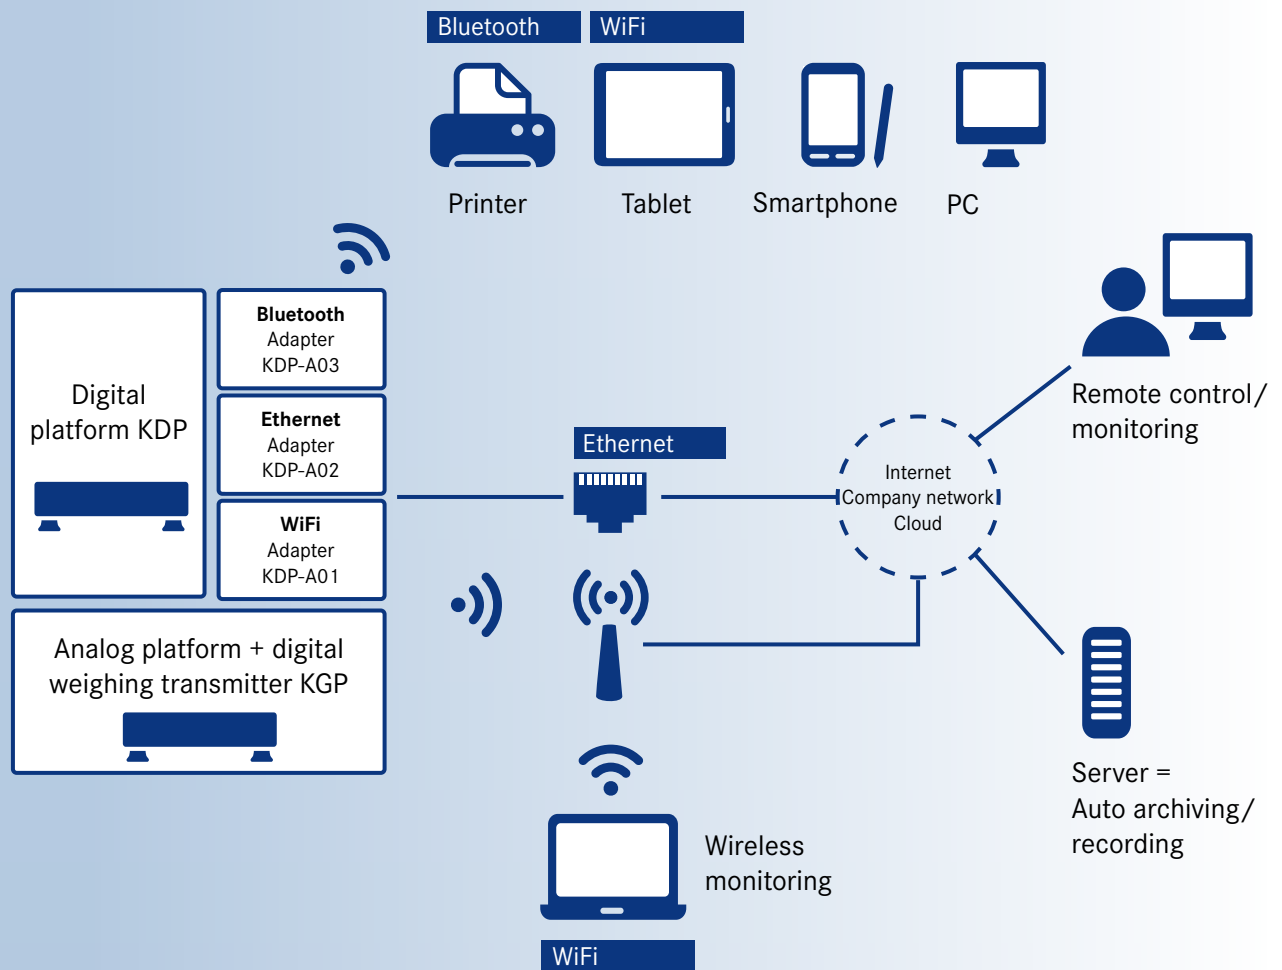 Bluetooth
WiFi
Printer
Tablet
Smartphone
PC
Digital
platform KDP
Bluetooth
Adapter
KDP-A03
Ethernet
Adapter
KDP-A02
WiFi
Adapter
KDP-A01
Analog platform + digital
weighing transmitter KGP
Ethernet
Internet
Company network
Cloud
Remote control/
monitoring
Server =
Auto archiving/
recording
Wireless
monitoring
WiFi